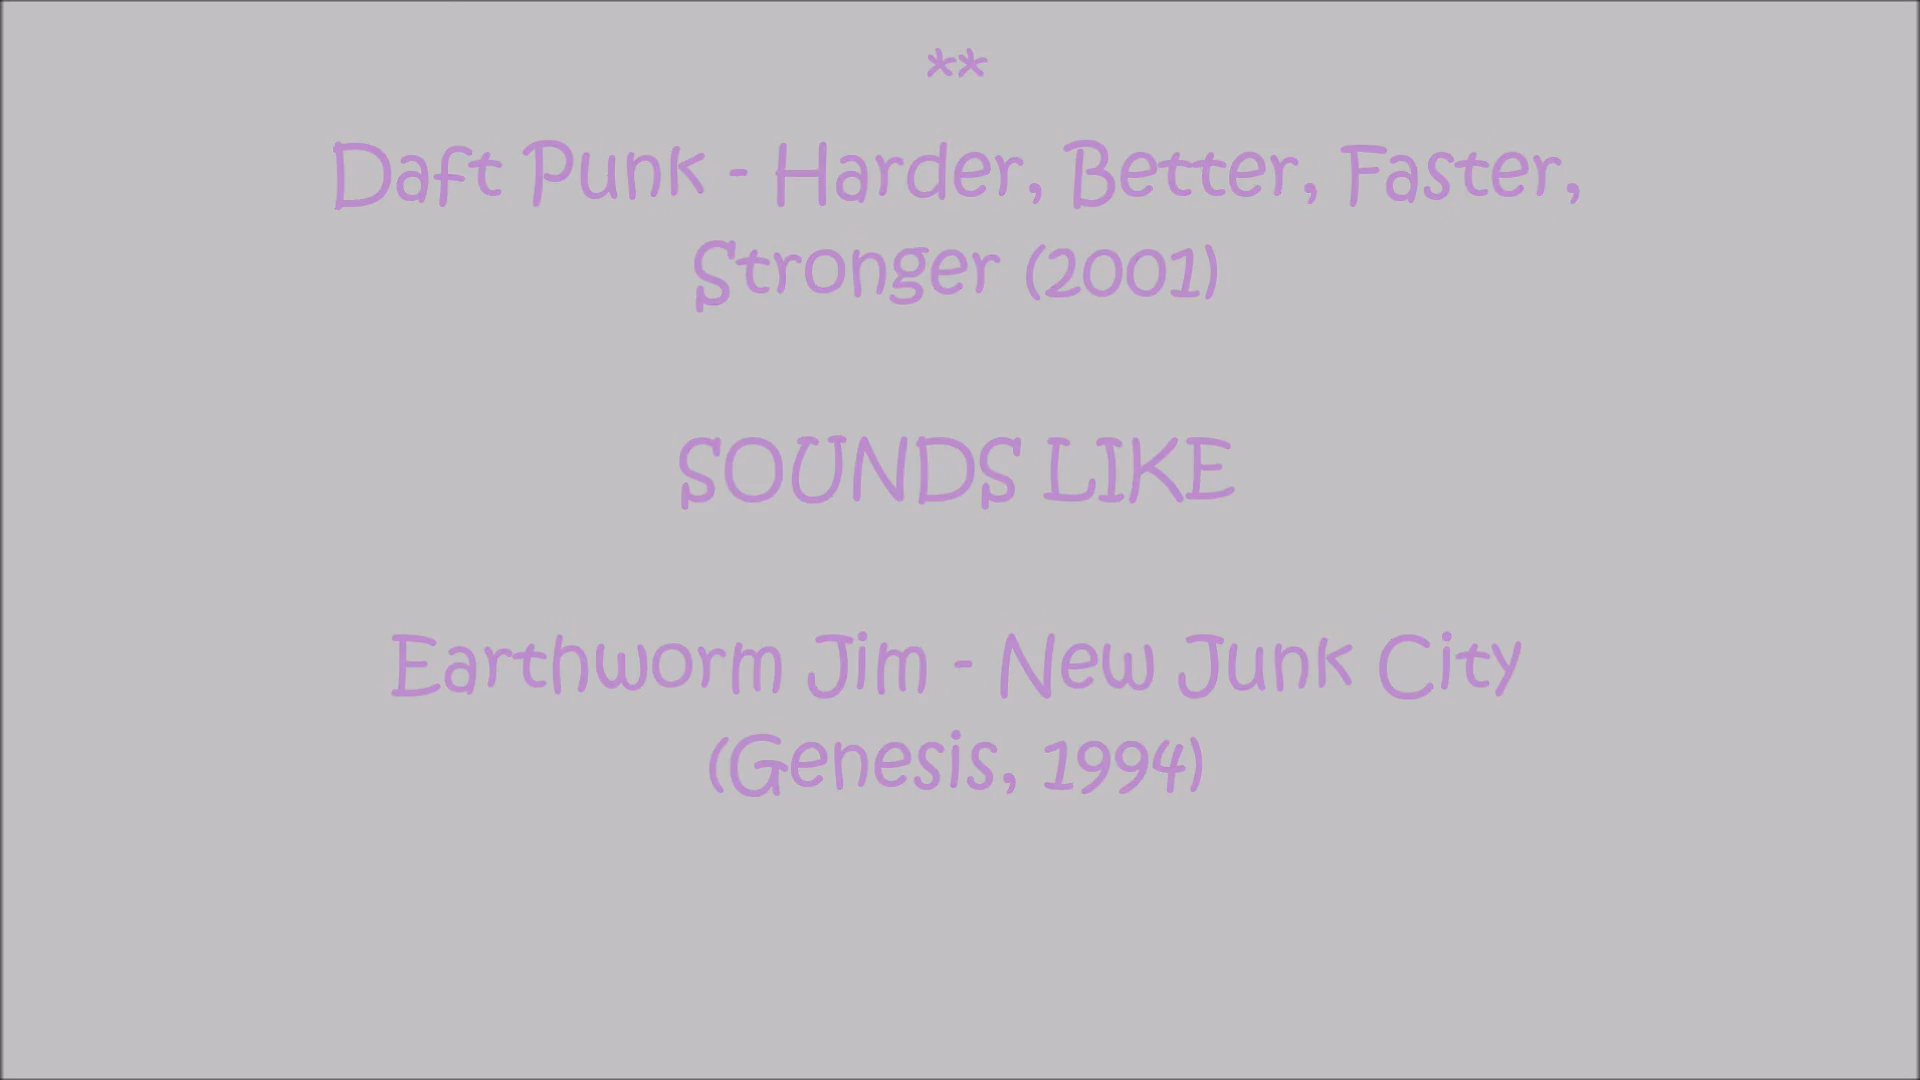 **
Daft Punk - Harder, Better, Faster,
Stronger (2001)
SOUNDS LIKE
Earthworm Jim - New Junk City
(Genesis, 1994)